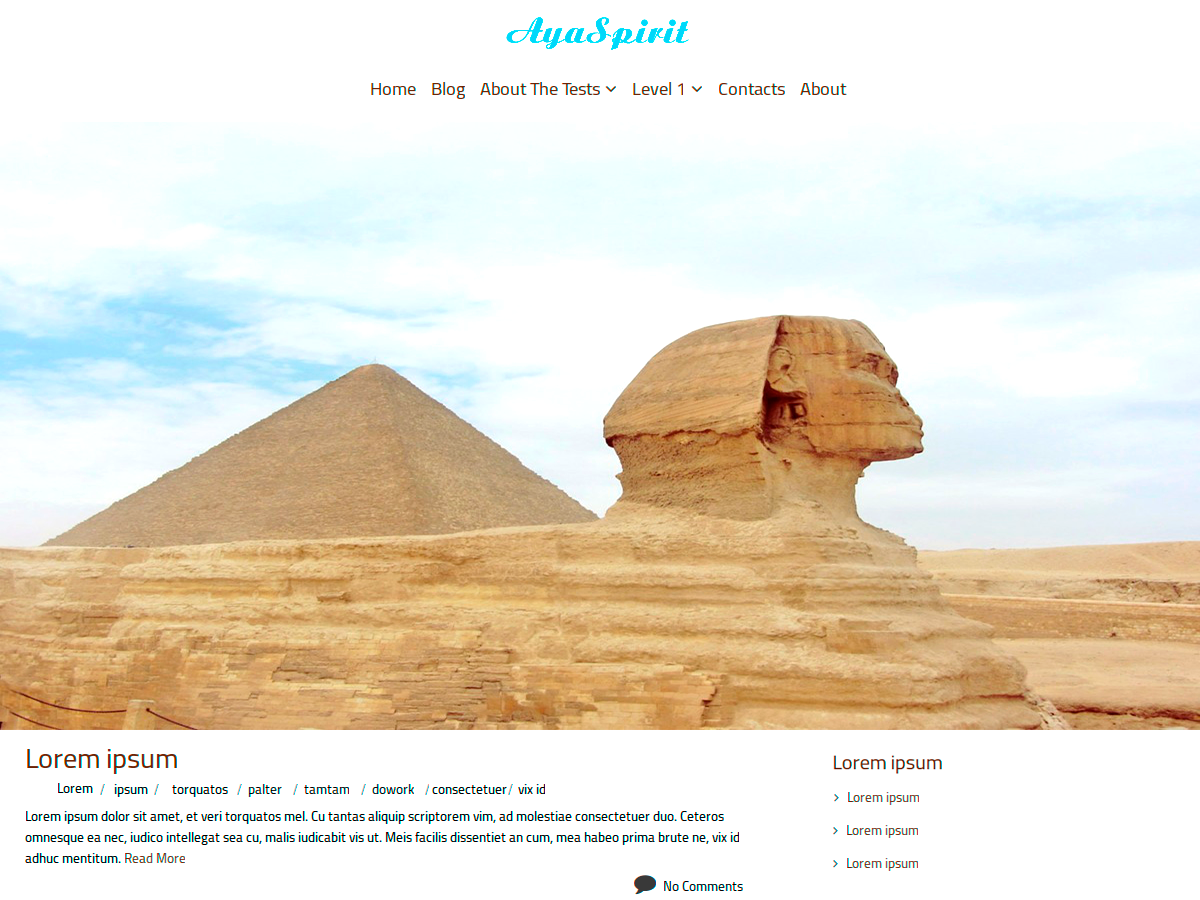 AyaSpirit
Home Blog About The Tests Level 1 Contacts About
Lorem ipsum
Lorem / ipsum / torquatos / palter / tamtam / dowork / consectetuer/ vix id
Lorem ipsum dolor sit amet, et veri torquatos mel. Cu tantas aliquip scriptorem vim, ad molestiae consectetuer duo. Ceteros
omnesque ea nec, iudico intellegat sea cu, malis iudicabit vis ut. Meis facilis dissentiet an cum, mea habeo prima brute ne, vix id
adhuc mentitum. Read More
No Comments
Lorem ipsum
Lorem ipsum
Lorem ipsum
Lorem ipsum